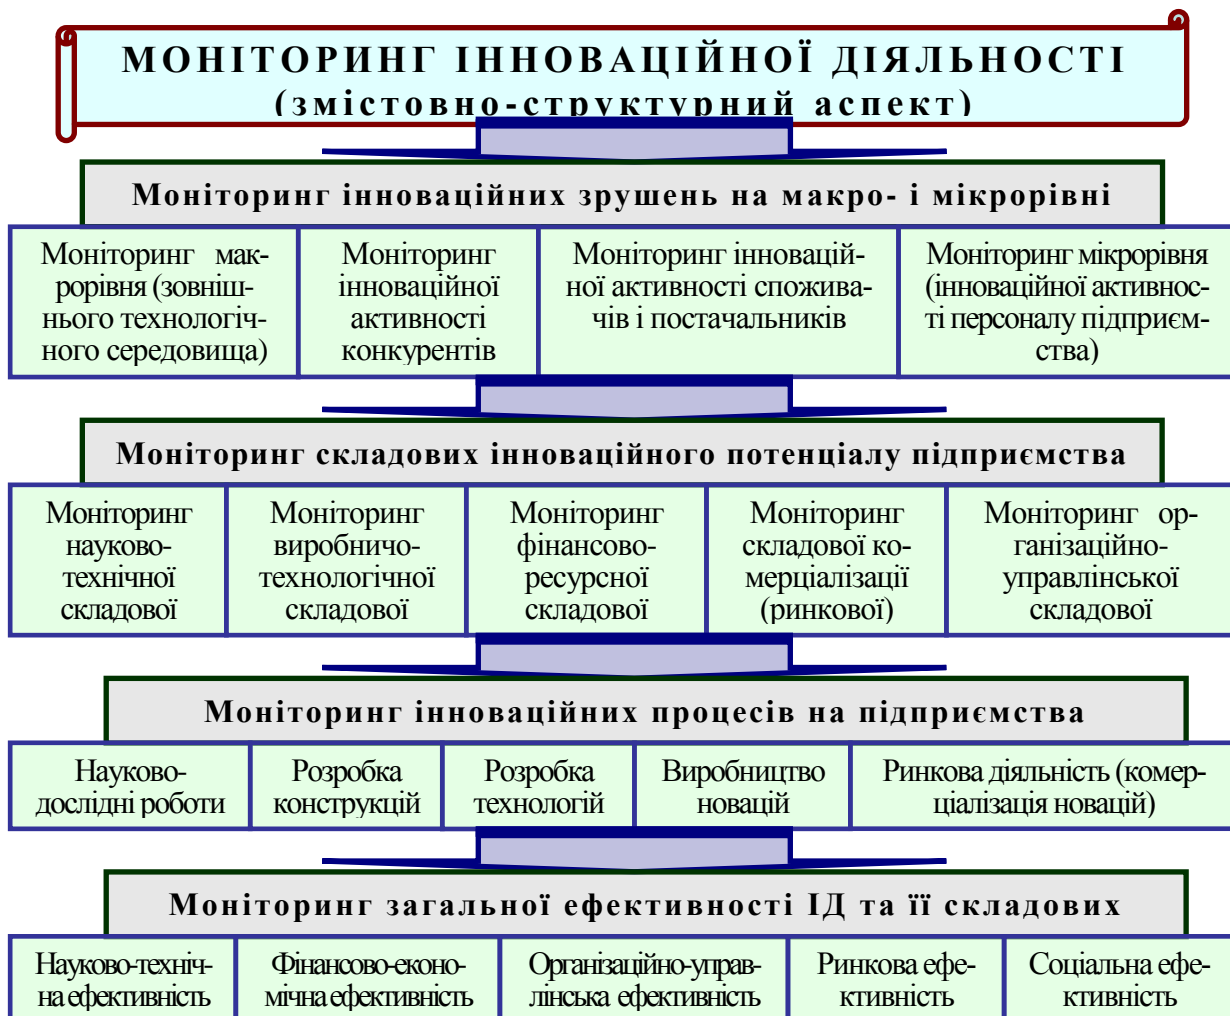 МОНІТОРИНГ ІННОВАЦІЙНОЇ ДІЯЛЬНОСТІ
(змістовно-структурний аспект)
Моніторинг інноваційних зрушень на макро- і мікрорівні
Моніторинг мак-
рорівня (зовніш-
нього технологіч-
ного середовища)
Моніторинг
інноваційної
активності
конкурентів
Моніторинг інновацій-
ної активності спожива-
чів і постачальників
Моніторинг мікрорівня
(інноваційної активнос-
ті персоналу підприєм-
ства)
Моніторинг складових інноваційного потенціалу підприємства
Моніторинг
науково-
технічної
складової
Моніторинг
виробничо-
технологічної
складової
Моніторинг
фінансово-
ресурсної
складової
Моніторинг
складової ко-
мерціалізації
(ринкової)
Моніторинг ор-
ганізаційно-
управлінської
складової
Моніторинг інноваційних процесів на підприємства
Науково-
дослідні роботи
Розробка
конструкцій
Розробка
технологій
Виробництво
новацій
Ринкова діяльність (комер-
ціалізація новацій)
Моніторинг загальної ефективності ІД та її складових
Науково-техніч-
на ефективність
Фінансово-еконо-
мічна ефективність
Організаційно-управ-
лінська ефективність
Ринкова ефе-
ктивність
Соціальна ефе-
ктивність